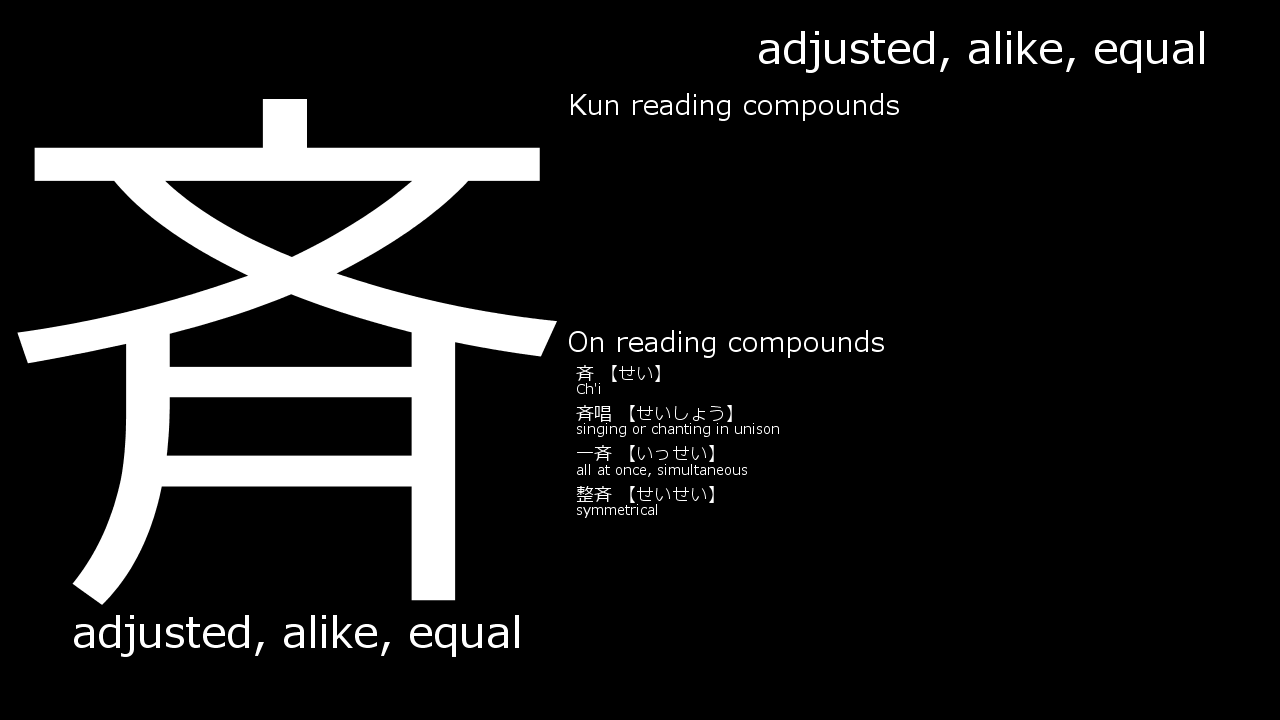 斉
adjusted, alike, equal
adjusted, alike, equal
Kun reading compounds
On reading compounds
斉 【せい】
Ch'i
斉唱 【せいしょう】
singing or chanting in unison
一斉 【いっせい】
all at once, simultaneous
整斉 【せいせい】
symmetrical